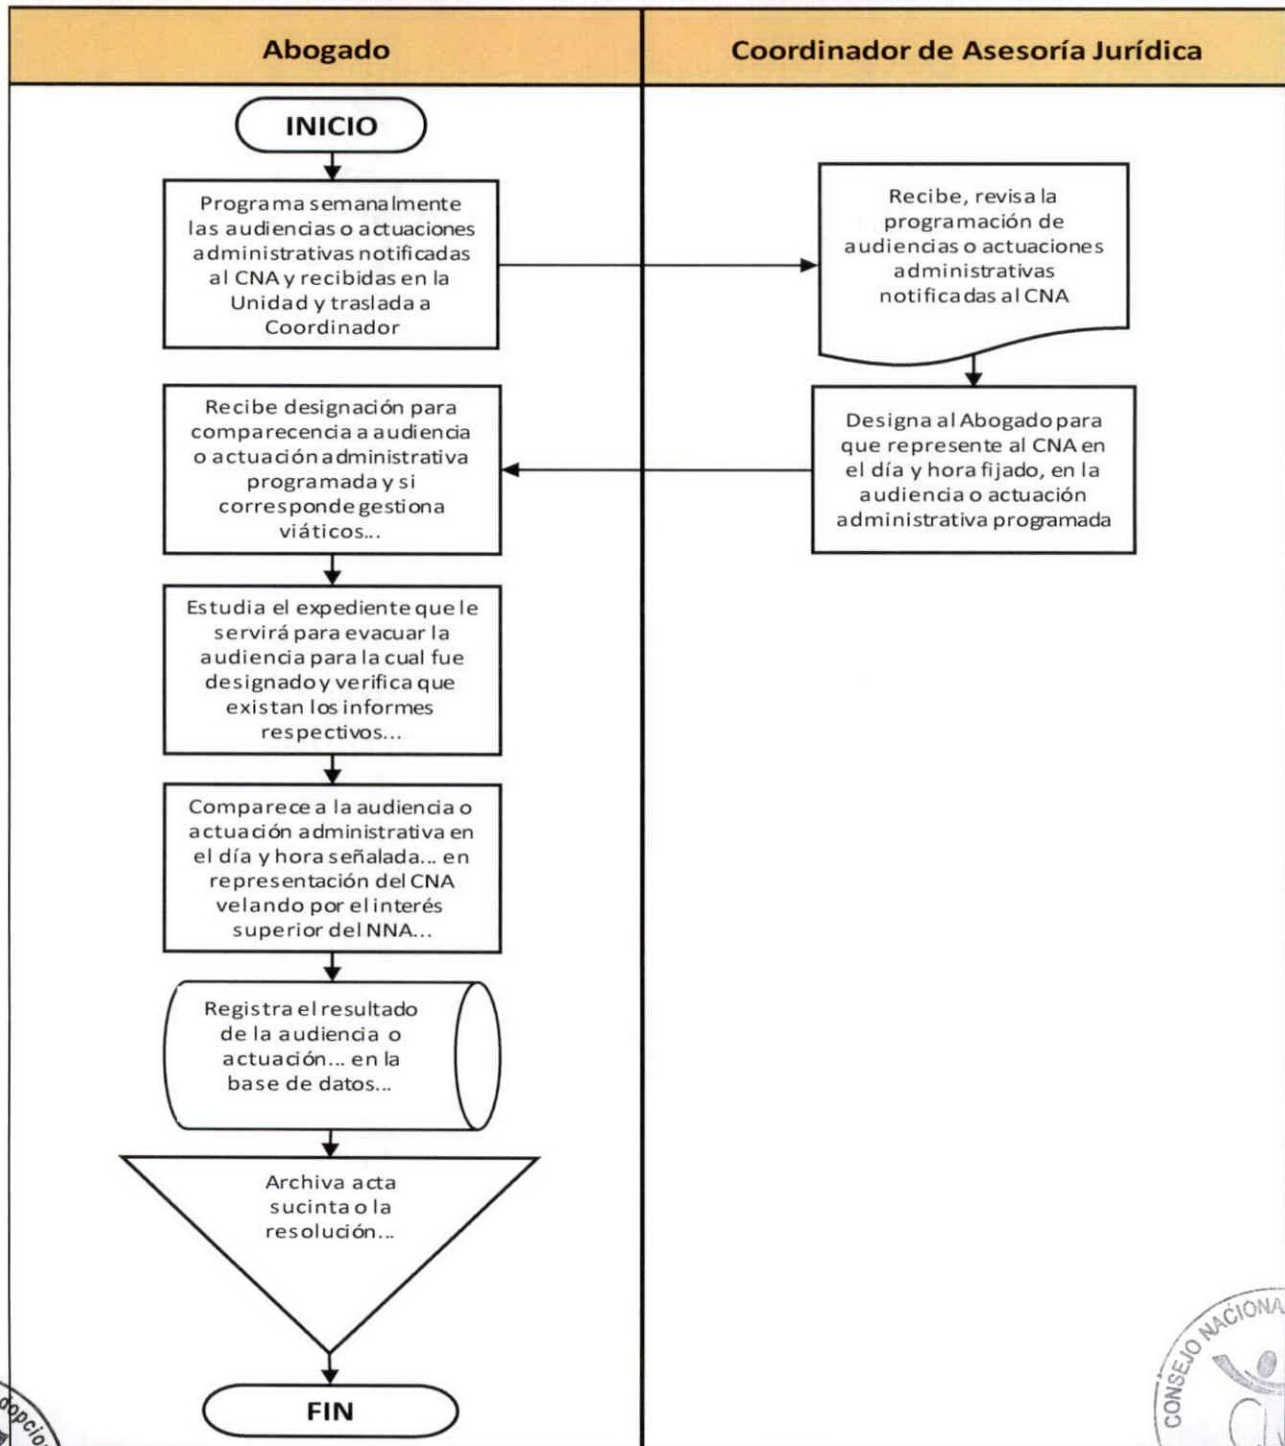 Abogado
Coordinador de Asesoría Jurídica
INICIO
Programa semanalmente
las audiencias o actuaciones
administrativas notificadas
al CNA y recibidas en la
Unidad y traslada a
Coordinador
Recibe, revisa la
programación de
audiencias o actuaciones
administrativas
notificadas al CNA
Designa al Abogado para
que represente al CNA en
el día y hora fijado, en la
audiencia o actuación
administrativa programada
Recibe designación para
comparecencia a audiencia
o actuación administrativa
programada y si
corresponde gestiona
viáticos...
Estudia el expediente que le
servirá para evacuar la
audiencia para la cual fue
designado y verifica que
existan los informes
respectivos...
Comparece a la audiencia o
actuación administrativa en
el día y hora señalada... en
representación del CNA
velando por el interés
superior del NNA...
Registra el resultado
de la audiencia o
actuación... en la
base de datos...
Archiva acta
sucinta o la
resolución...
FIN
CONSEJO NACIONA